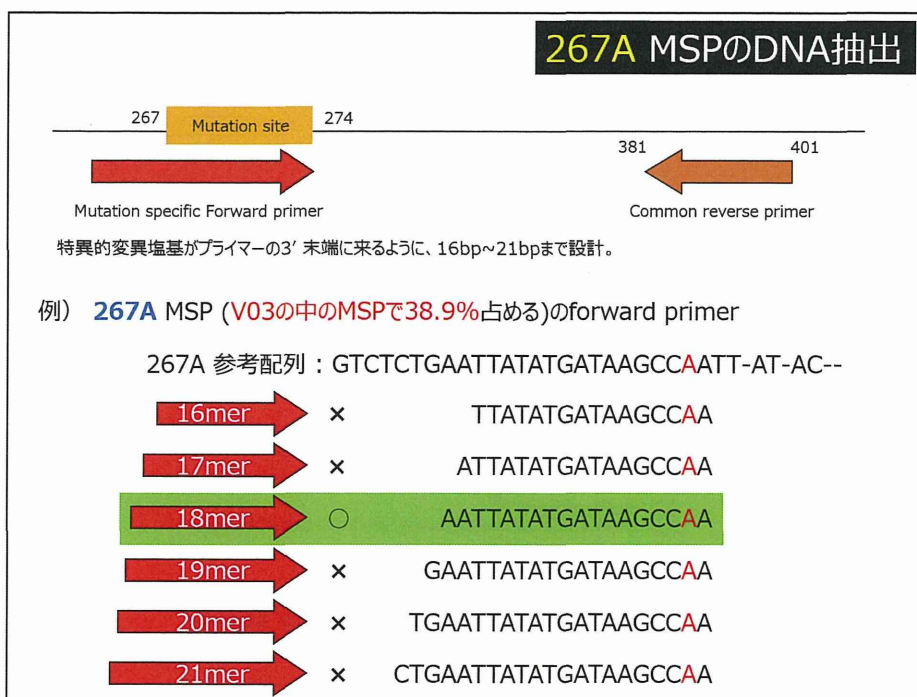 267A MSPのDNA抽出
267 Mutation site 274
381 401
Mutation specific Forward primer Common reverse primer
特異的変異塩基がプライマーの3’ 末端に来るように、16bp~21bpまで設計。
例） 267A MSP (V03の中のMSPで38.9%占める)のforward primer
267A 参考配列：GTCTCTGAATTATATGATAAGCCAATT-AT-AC--
16mer × TTATATGATAAGCCAA
17mer × ATTATATGATAAGCCAA
18mer ○ AATTATATGATAAGCCAA
19mer × GAATTATATGATAAGCCAA
20mer × TGAATTATATGATAAGCCAA
21mer × CTGAATTATATGATAAGCCAA